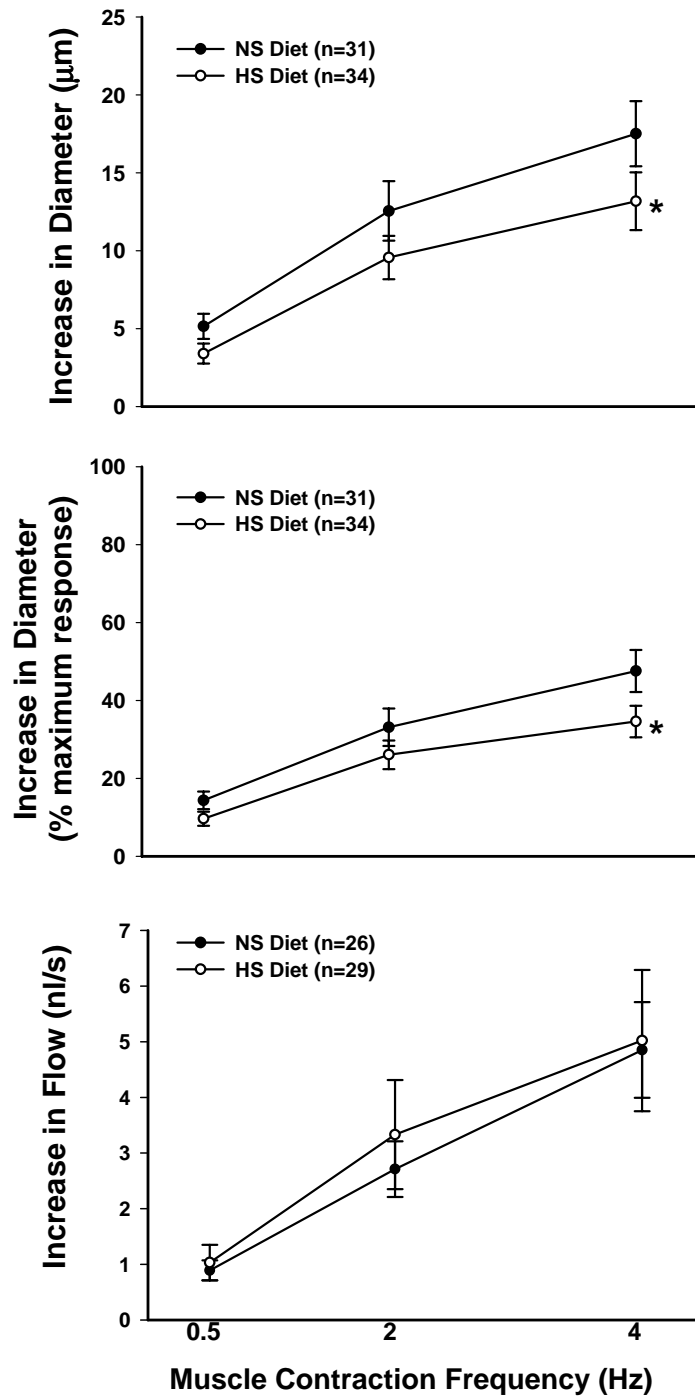 25
20
15
10
5
0
Increase in Diameter (μm)
NS Diet (n=31)
HS Diet (n=34)
*
100
80
60
40
20
0
Increase in Diameter
(% maximum response)
NS Diet (n=31)
HS Diet (n=34)
*
7
6
5
4
3
2
1
0
Increase in Flow (nl/s)
NS Diet (n=26)
HS Diet (n=29)
0.5 2 4
Muscle Contraction Frequency (Hz)